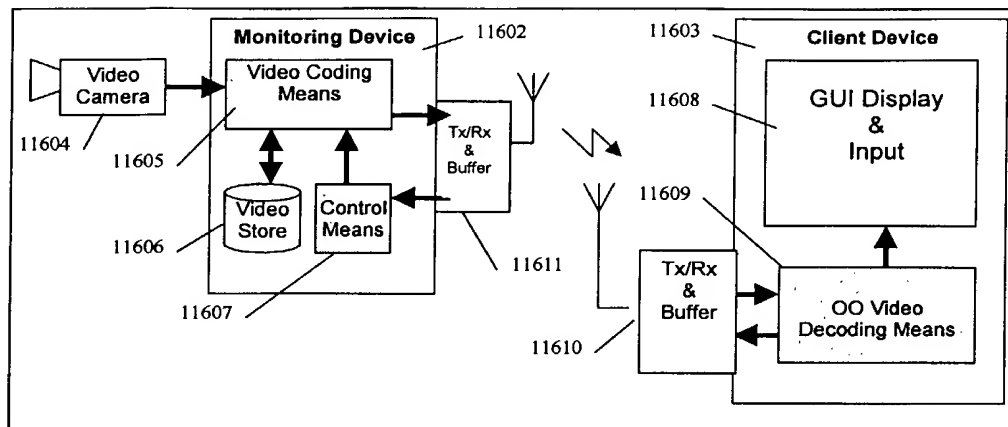 Monitoring Device
11602
11603
Client Device
Video
Camera
11604
Video Coding
Means
11605
Tx/Rx
&
Buffer
11608
GUI Display
&
Input
Video
Store
11606
Control
Means
11607
11611
11609
Tx/Rx
&
Buffer
11610
OO Video
Decoding Means